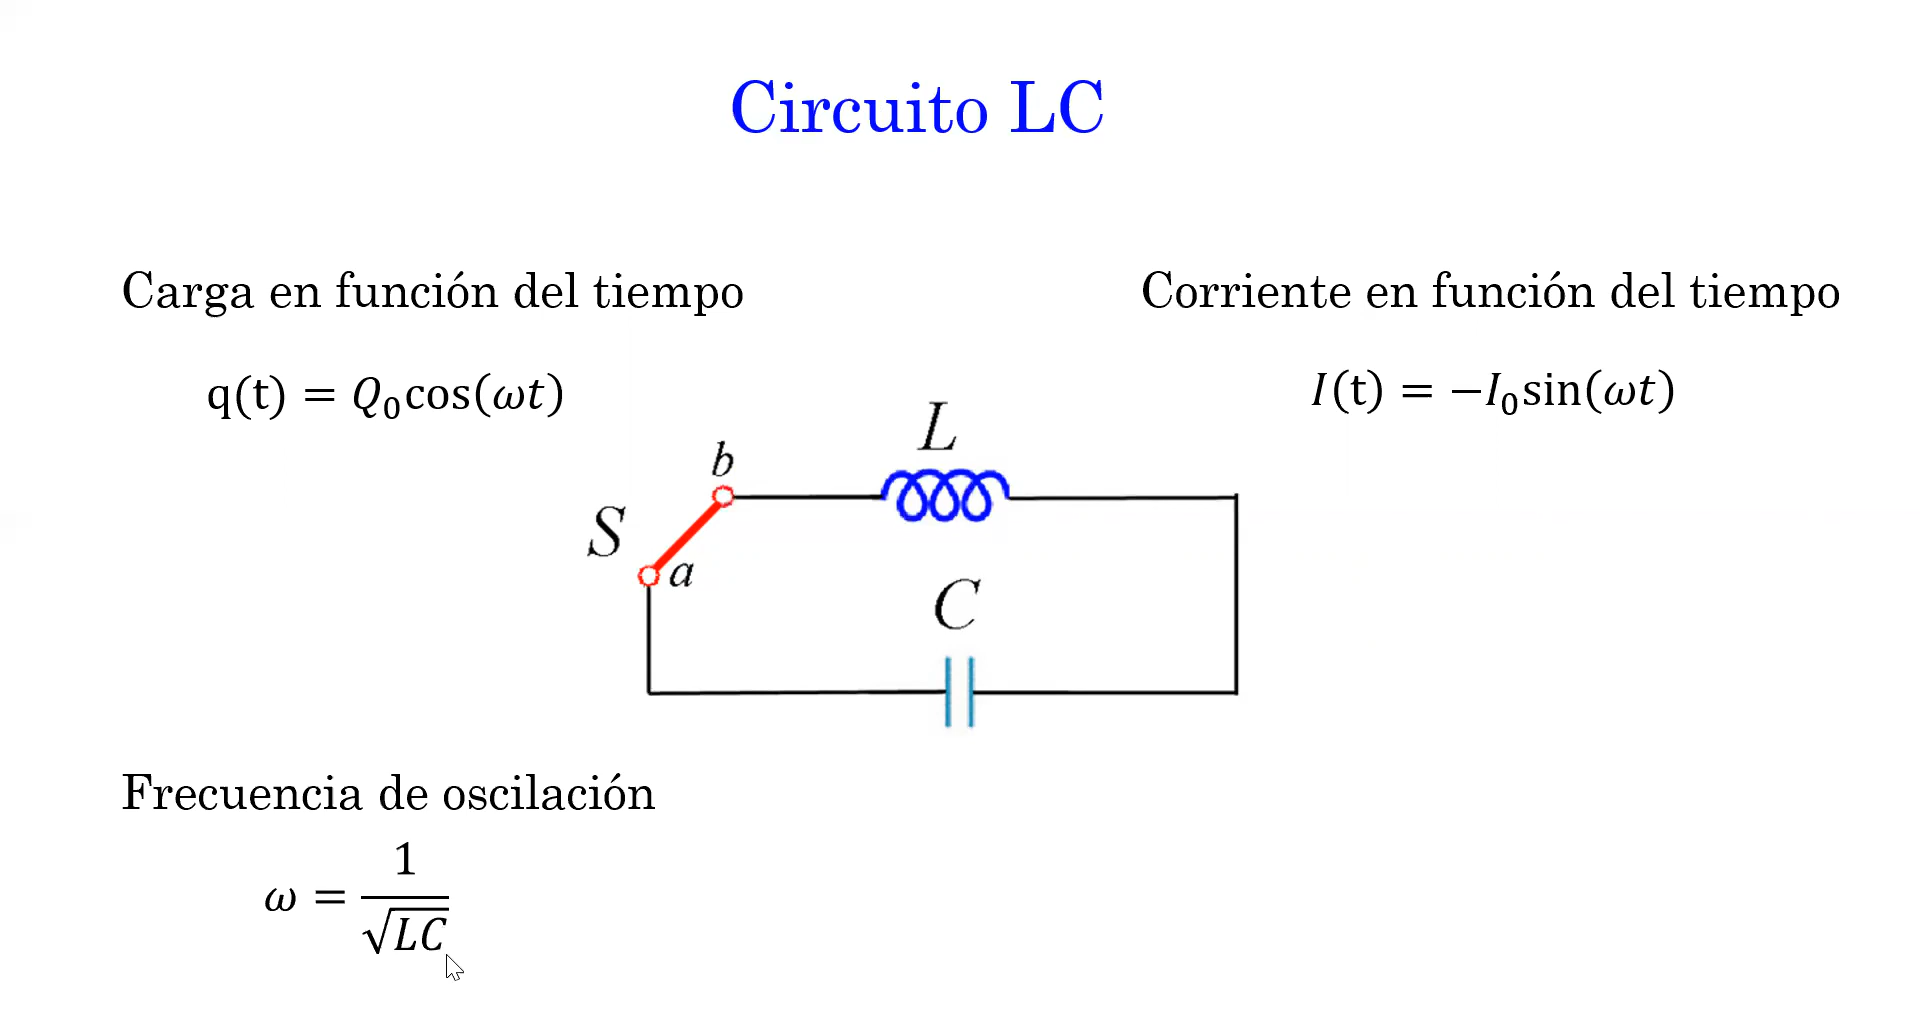 Circuito LC
Carga en función del tiempo
Corriente en función del tiempo
q(t) = Q₀cos(ωt)
I(t) = −I₀sin(ωt)
L
b
S
a
C
Frecuencia de oscilación
ω = 1/√LC